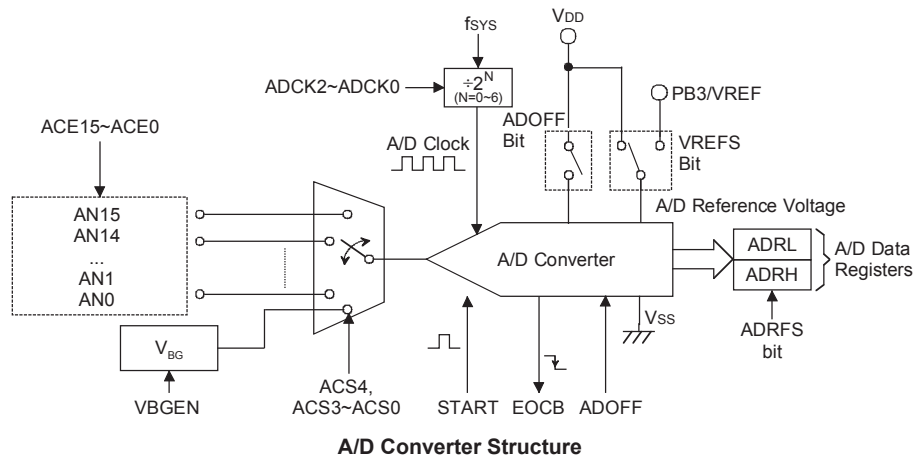 fSYS
VDD
ADCK2~ADCK0
÷2^N
(N=0~6)
PB3/VREF
ADOFF
Bit
VREFS
Bit
ACE15~ACE0
A/D Clock
A/D Reference Voltage
AN15
AN14
...
AN1
AN0
A/D Converter
ADRL
ADRH
A/D Data
Registers
VBG
VSS
ADRFS
bit
VBGEN
ACS4,
ACS3~ACS0
START
EOCB
ADOFF
A/D Converter Structure